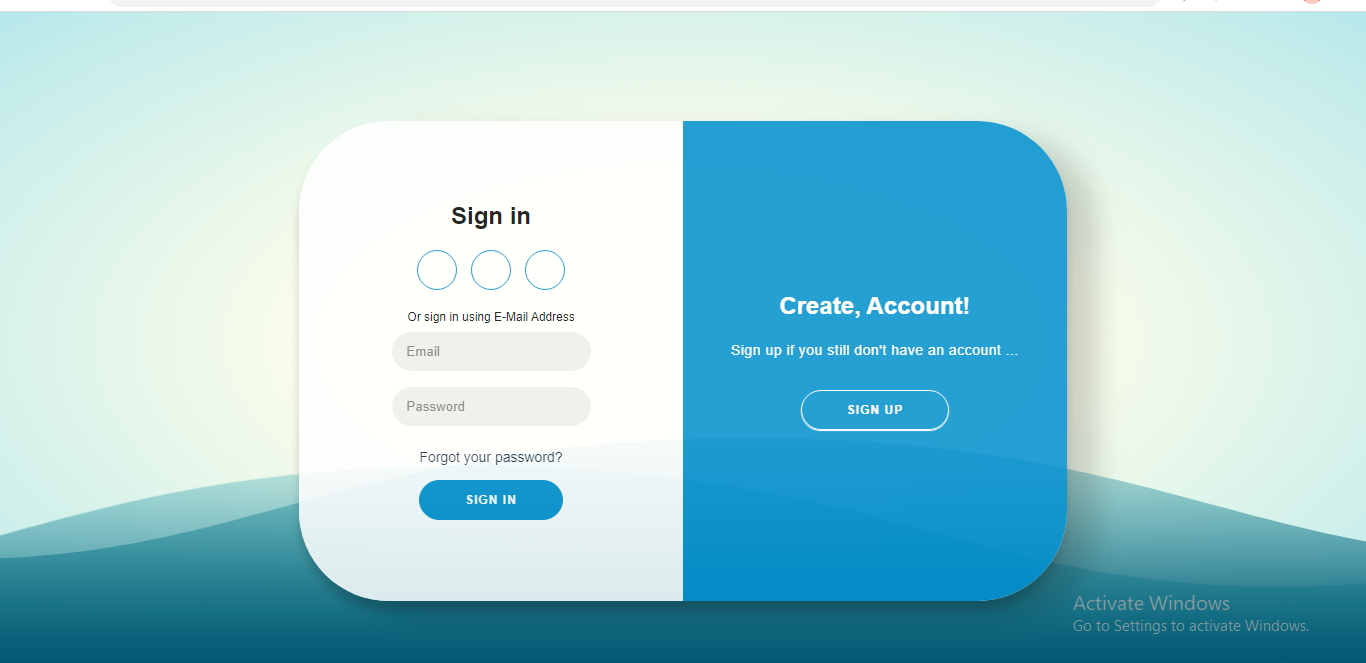 Sign in
Or sign in using E-Mail Address
Email
Password
Forgot your password?
SIGN IN
Create, Account!
Sign up if you still don't have an account ...
SIGN UP
Activate Windows
Go to Settings to activate Windows.